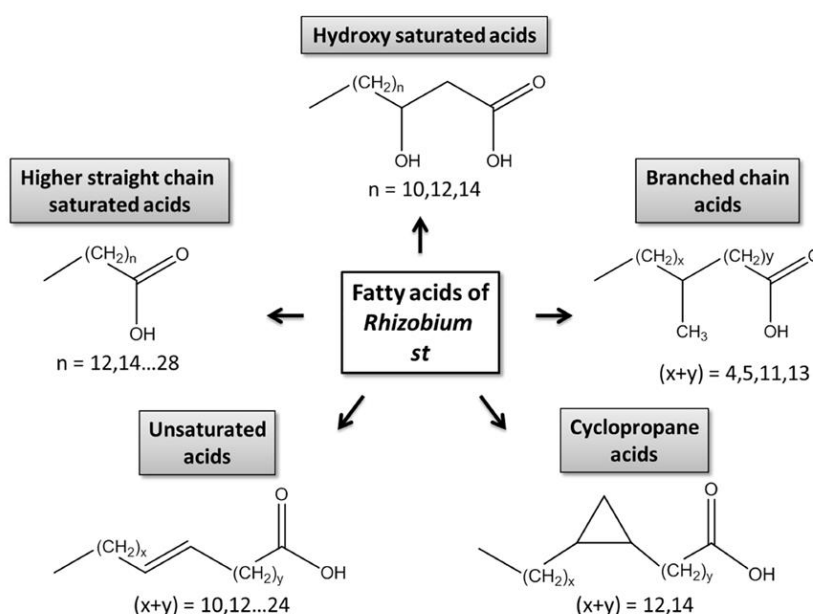 Hydroxy saturated acids
(CH₂)ₙ
O
OH
OH
n = 10,12,14
Higher straight chain
saturated acids
(CH₂)ₙ
O
OH
n = 12,14...28
Fatty acids of
Rhizobium
st
Branched chain
acids
(CH₂)ₓ
(CH₂)y
O
CH₃
OH
(x+y) = 4,5,11,13
Unsaturated
acids
O
(CH₂)ₓ
(CH₂)y
OH
(x+y) = 10,12...24
Cyclopropane
acids
O
(CH₂)ₓ
(CH₂)y
OH
(x+y) = 12,14